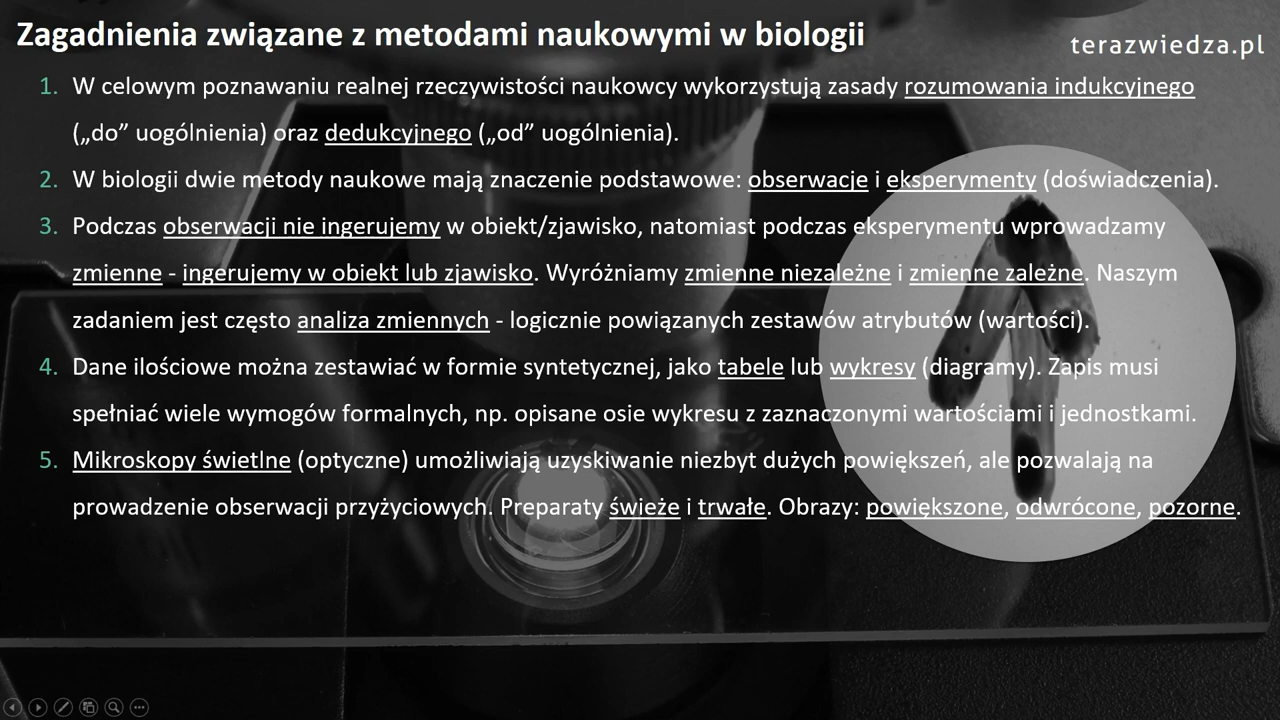 Zagadnienia związane z metodami naukowymi w biologii
terazwiedza.pl
1. W celowym poznawaniu realnej rzeczywistości naukowcy wykorzystują zasady rozumowania indukcyjnego
(„do” uogólnienia) oraz dedukcyjnego („od” uogólnienia).
2. W biologii dwie metody naukowe mają znaczenie podstawowe: obserwacje i eksperymenty (doświadczenia).
3. Podczas obserwacji nie ingerujemy w obiekt/zjawisko, natomiast podczas eksperymentu wprowadzamy
zmienne - ingerujemy w obiekt lub zjawisko. Wyróżniamy zmienne niezależne i zmienne zależne. Naszym
zadaniem jest często analiza zmiennych - logicznie powiązanych zestawów atrybutów (wartości).
4. Dane ilościowe można zestawiać w formie syntetycznej, jako tabele lub wykresy (diagramy). Zapis musi
spełniać wiele wymogów formalnych, np. opisane osie wykresu z zaznaczonymi wartościami i jednostkami.
5. Mikroskopy świetlne (optyczne) umożliwiają uzyskiwanie niezbyt dużych powiększeń, ale pozwalają na
prowadzenie obserwacji przyżyciowych. Preparaty świeże i trwałe. Obrazy: powiększone, odwrócone, pozorne.